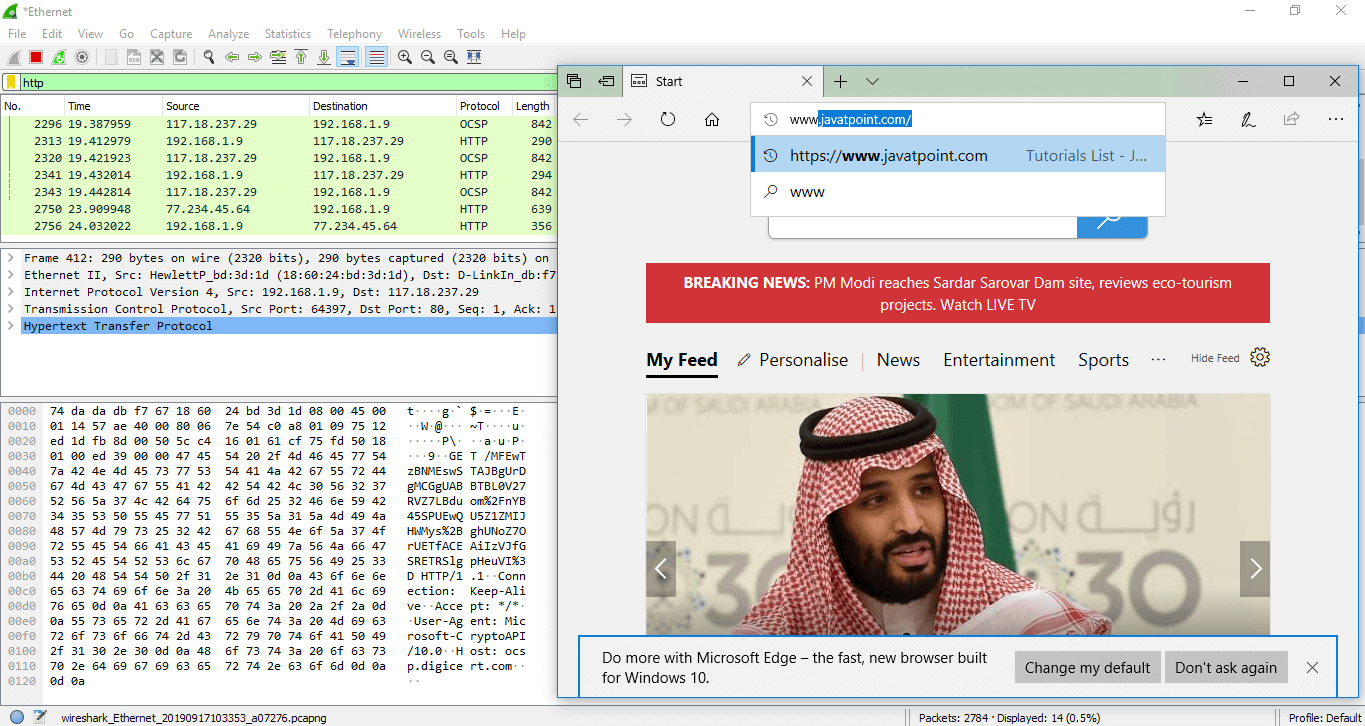 *Ethernet
File Edit View Go Capture Analyze Statistics Telephony Wireless Tools Help
http
No. Time Source Destination Protocol Length
2296 19.387959 117.18.237.29 192.168.1.9 OCSP 842
2313 19.412979 192.168.1.9 117.18.237.29 HTTP 290
2320 19.421923 117.18.237.29 192.168.1.9 OCSP 842
2341 19.432014 192.168.1.9 117.18.237.29 HTTP 294
2343 19.442814 117.18.237.29 192.168.1.9 OCSP 842
2750 23.909948 77.234.45.64 192.168.1.9 HTTP 639
2756 24.032022 192.168.1.9 77.234.45.64 HTTP 356
Frame 412: 290 bytes on wire (2320 bits), 290 bytes captured (2320 bits) on
Ethernet II, Src: HewlettP_bd:3d:1d (18:60:24:bd:3d:1d), Dst: D-LinkIn_db:f7
Internet Protocol Version 4, Src: 192.168.1.9, Dst: 117.18.237.29
Transmission Control Protocol, Src Port: 64397, Dst Port: 80, Seq: 1, Ack: 1
Hypertext Transfer Protocol
0000 74 da da db f7 67 18 60 24 bd 3d 1d 08 00 45 00 t····g·` $·=···E·
0010 01 14 57 ae 40 00 80 06 7e 54 c0 a8 01 09 75 12 ··W·@··· ~T····u·
0020 ed 1d fb 8d 00 50 5c c4 16 01 61 cf 75 fd 50 18 ·····P\· ··a·u·P·
0030 01 00 ed 39 00 00 47 45 54 20 2f 4d 46 45 77 54 ···9··GE T /MFEwT
0040 7a 42 4e 4d 45 73 77 53 54 41 4a 42 67 55 72 44 zBNMEswS TAJBgUrD
0050 67 4d 43 47 67 55 41 42 42 54 42 4c 30 56 32 37 gMCGgUAB BTBL0V27
0060 52 56 5a 37 4c 42 64 75 6f 6d 25 32 46 6e 59 42 RVZ7LBdu om%2FnYB
0070 34 35 53 50 55 45 77 51 55 35 5a 31 5a 4d 49 4a 45SPUEwQ U5Z1ZMIJ
0080 48 57 4d 79 73 25 32 42 67 68 55 4e 6f 5a 37 4f HWMys%2B ghUNoZ7O
0090 72 55 45 54 66 41 43 45 41 69 49 7a 56 4a 66 47 rUETfACE AiIzVJfG
00a0 53 52 45 54 52 53 6c 67 70 48 65 75 56 49 25 33 SRETRSlg pHeuVI%3
00b0 44 20 48 54 54 50 2f 31 2e 31 0d 0a 43 6f 6e 6e D HTTP/1 .1··Conn
00c0 65 63 74 69 6f 6e 3a 20 4b 65 65 70 2d 41 6c 69 ection: Keep-Ali
00d0 76 65 0d 0a 41 63 63 65 70 74 3a 20 2a 2f 2a 0d ve··Acce pt: */*·
00e0 0a 55 73 65 72 2d 41 67 65 6e 74 3a 20 4d 69 63 ·User-Ag ent: Mic
00f0 72 6f 73 6f 66 74 2d 43 72 79 70 74 6f 41 50 49 rosoft-C ryptoAPI
0100 2f 31 30 2e 30 0d 0a 48 6f 73 74 3a 20 6f 63 73 /10.0··H ost: ocs
0110 70 2e 64 69 67 69 63 65 72 74 2e 63 6f 6d 0d 0a p.digice rt.com··
0120 0d 0a ··
wireshark_Ethernet_20190917103353_a07276.pcapng
Packets: 2784 · Displayed: 14 (0.5%)
Profile: Default
Start
www.javatpoint.com/
https://www.javatpoint.com Tutorials List - J...
www
BREAKING NEWS: PM Modi reaches Sardar Sarovar Dam site, reviews eco-tourism
projects. Watch LIVE TV
My Feed Personalise News Entertainment Sports ··· Hide Feed
M OF SAUDI ARABIA
OM OF SAUDI ARABIA
رؤية
30
2030
Do more with Microsoft Edge – the fast, new browser built
for Windows 10.
Change my default
Don't ask again